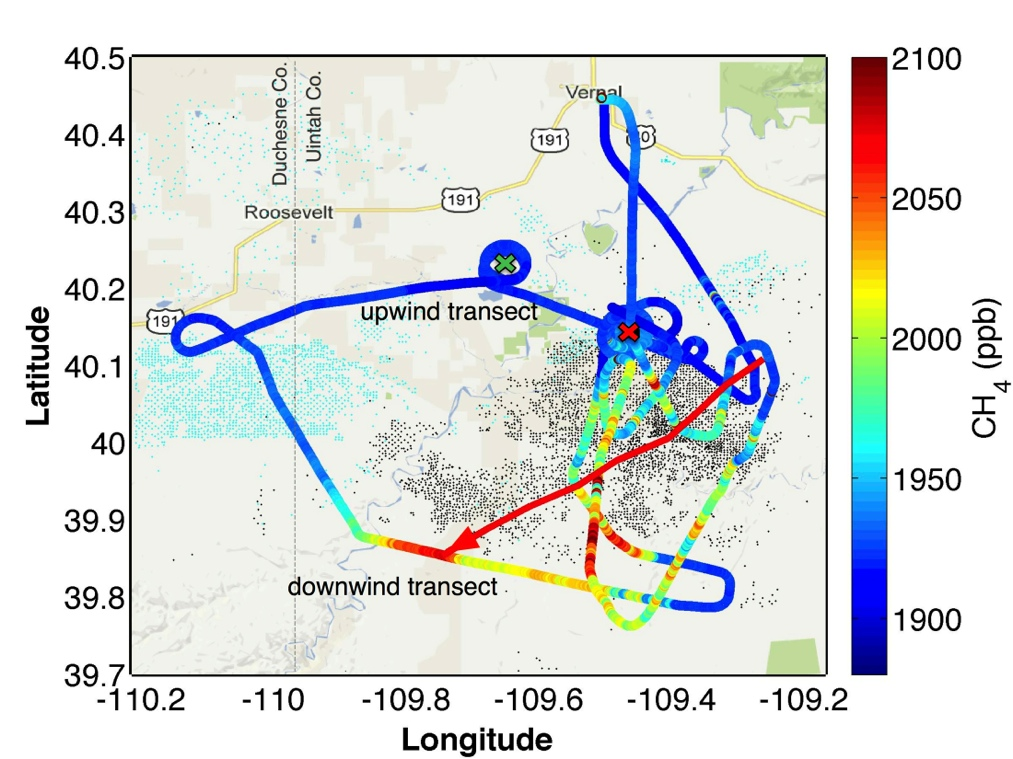 40.5
40.4
40.3
40.2
40.1
40
39.9
39.8
39.7
Latitude
-110.2
-110
-109.8
-109.6
-109.4
-109.2
Longitude
Duchesne Co.
Uintah Co.
Vernal
191
40
191
Roosevelt
191
upwind transect
downwind transect
2100
2050
2000
1950
1900
CH4 (ppb)